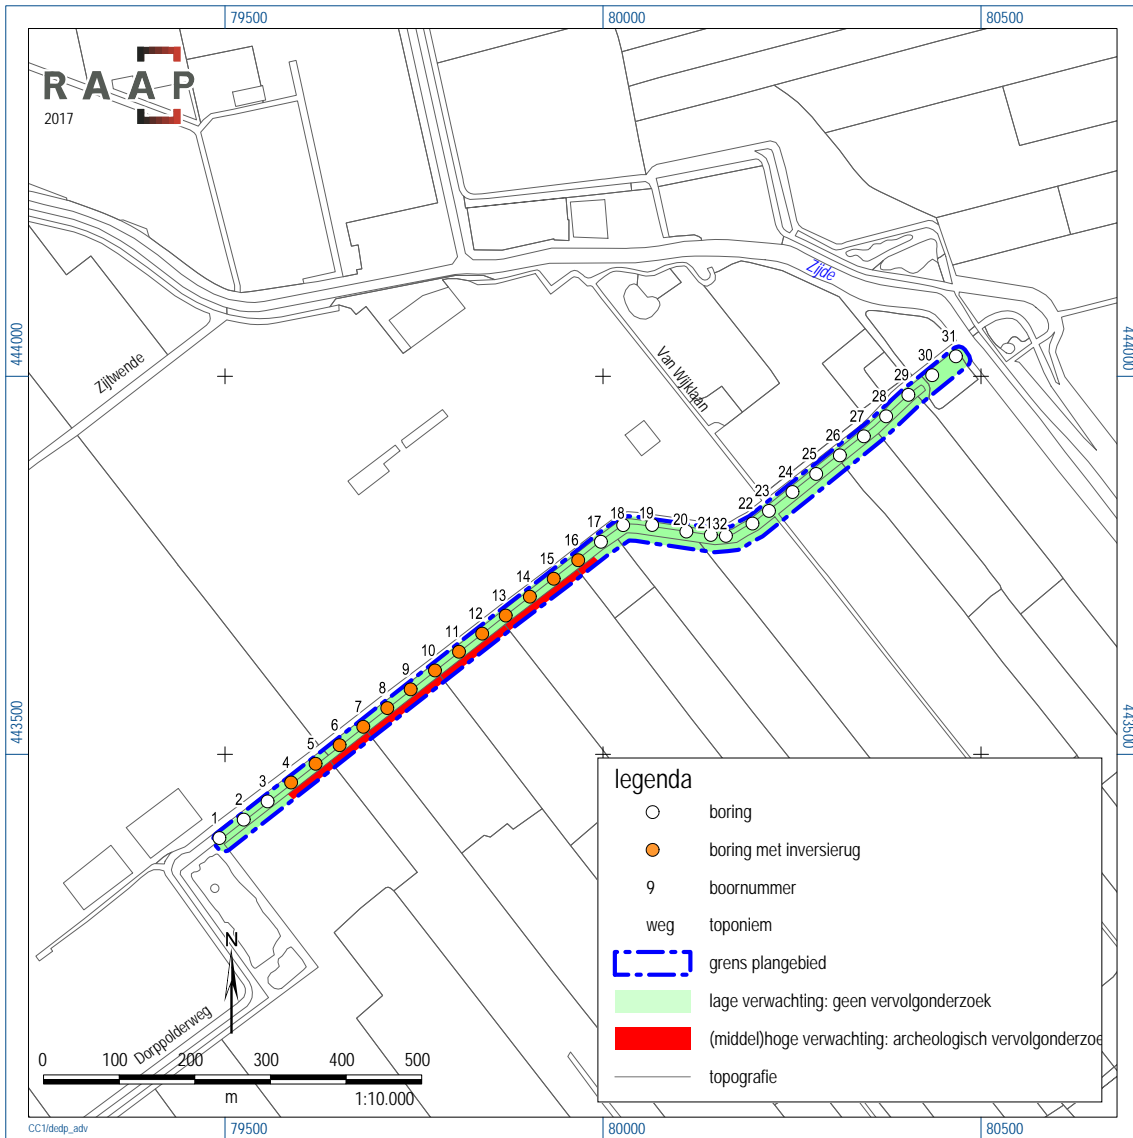 79500
80000
80500
RAAP
2017
Zijde
444000
444000
Zijlwende
Van Wijklaan
31
30
29
28
27
26
25
24
23
22
32
21
20
19
18
17
16
15
14
13
12
11
10
9
8
7
6
5
4
3
2
1
443500
443500
legenda
boring
boring met inversierug
9 boornummer
weg toponiem
grens plangebied
lage verwachting: geen vervolgonderzoek
(middel)hoge verwachting: archeologisch vervolgonderzoe
topografie
N
Dorppolderweg
0 100 200 300 400 500
m 1:10.000
CC1/dedp_adv
79500
80000
80500